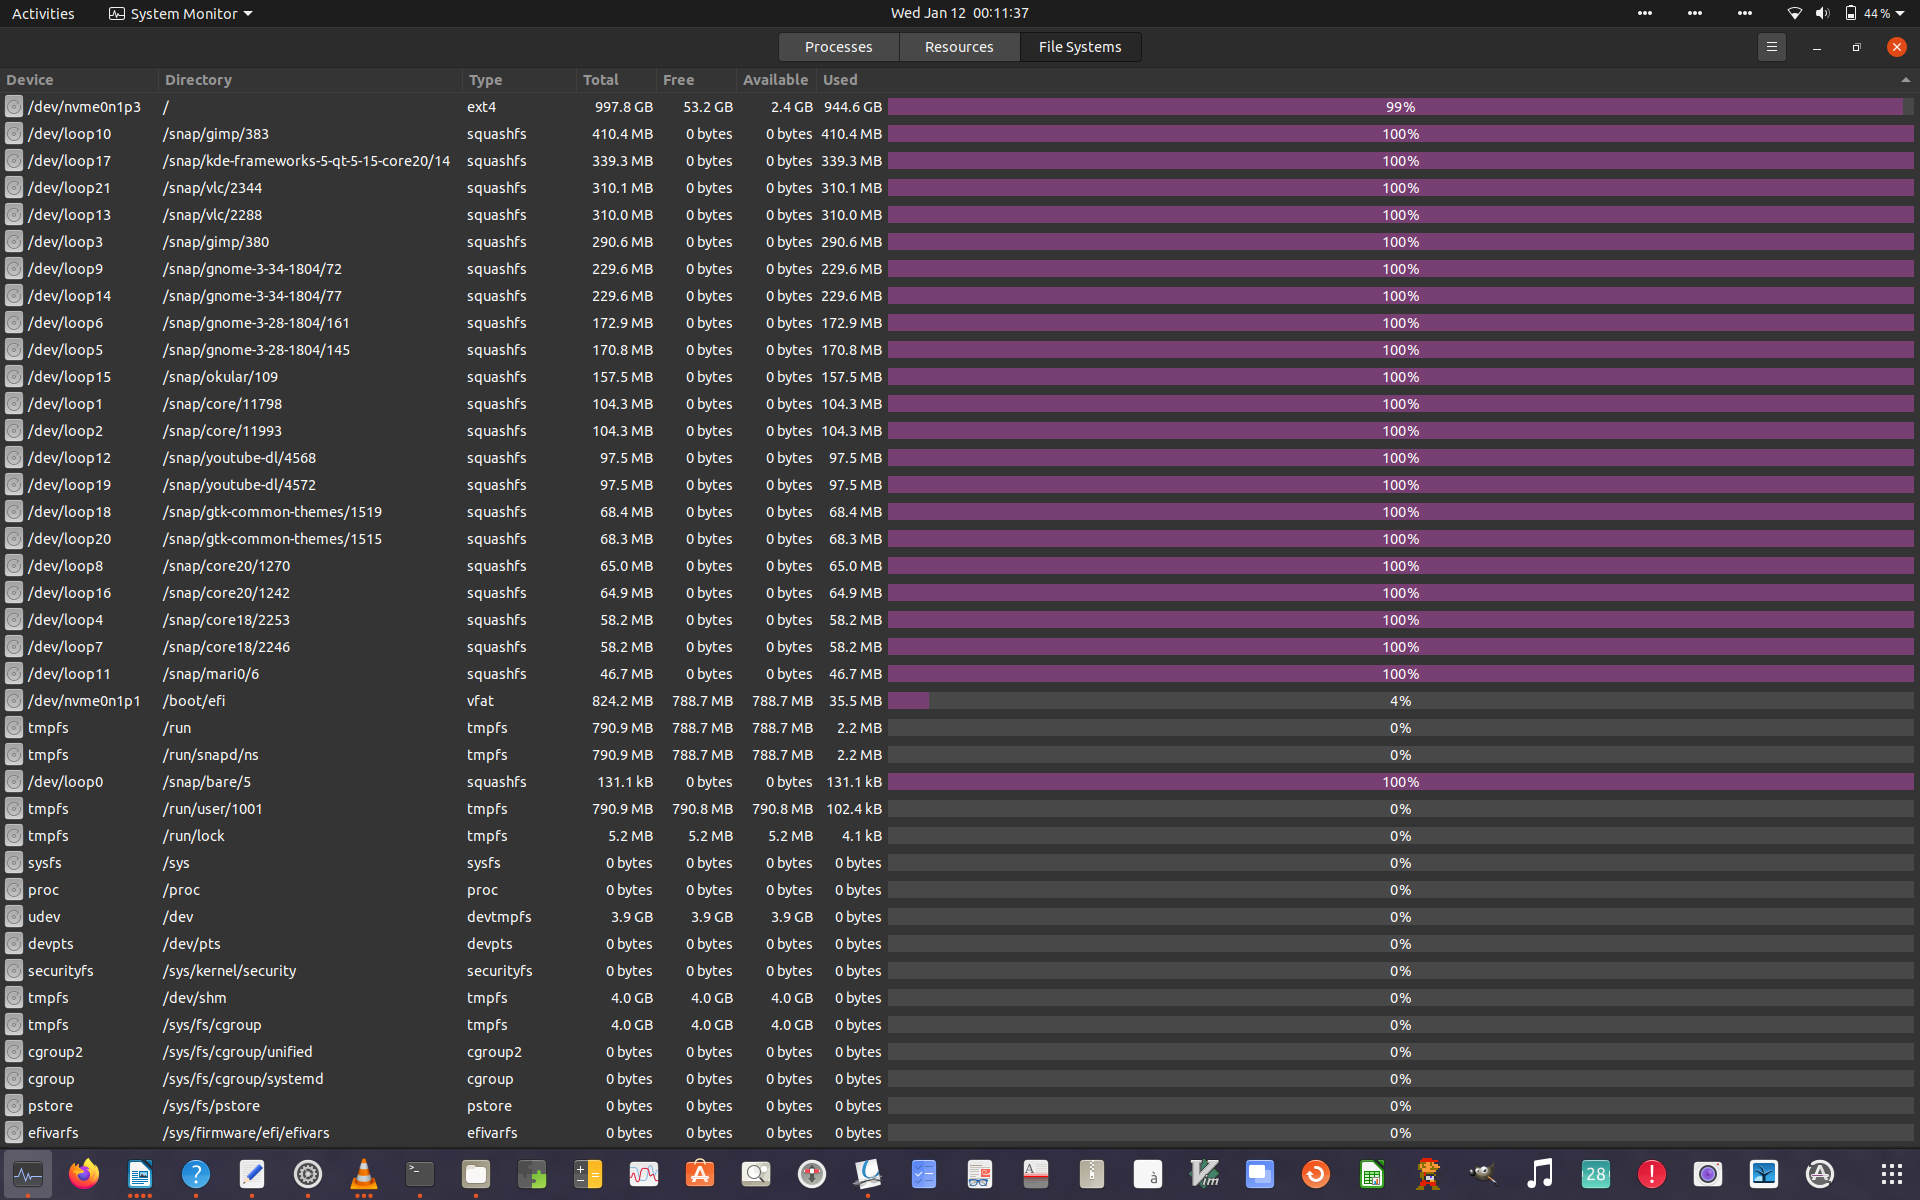 Activities System Monitor Wed Jan 12 00:11:37 44 %
Processes Resources File Systems
Device Directory Type Total Free Available Used
/dev/nvme0n1p3 / ext4 997.8 GB 53.2 GB 2.4 GB 944.6 GB 99%
/dev/loop10 /snap/gimp/383 squashfs 410.4 MB 0 bytes 0 bytes 410.4 MB 100%
/dev/loop17 /snap/kde-frameworks-5-qt-5-15-core20/14 squashfs 339.3 MB 0 bytes 0 bytes 339.3 MB 100%
/dev/loop21 /snap/vlc/2344 squashfs 310.1 MB 0 bytes 0 bytes 310.1 MB 100%
/dev/loop13 /snap/vlc/2288 squashfs 310.0 MB 0 bytes 0 bytes 310.0 MB 100%
/dev/loop3 /snap/gimp/380 squashfs 290.6 MB 0 bytes 0 bytes 290.6 MB 100%
/dev/loop9 /snap/gnome-3-34-1804/72 squashfs 229.6 MB 0 bytes 0 bytes 229.6 MB 100%
/dev/loop14 /snap/gnome-3-34-1804/77 squashfs 229.6 MB 0 bytes 0 bytes 229.6 MB 100%
/dev/loop6 /snap/gnome-3-28-1804/161 squashfs 172.9 MB 0 bytes 0 bytes 172.9 MB 100%
/dev/loop5 /snap/gnome-3-28-1804/145 squashfs 170.8 MB 0 bytes 0 bytes 170.8 MB 100%
/dev/loop15 /snap/okular/109 squashfs 157.5 MB 0 bytes 0 bytes 157.5 MB 100%
/dev/loop1 /snap/core/11798 squashfs 104.3 MB 0 bytes 0 bytes 104.3 MB 100%
/dev/loop2 /snap/core/11993 squashfs 104.3 MB 0 bytes 0 bytes 104.3 MB 100%
/dev/loop12 /snap/youtube-dl/4568 squashfs 97.5 MB 0 bytes 0 bytes 97.5 MB 100%
/dev/loop19 /snap/youtube-dl/4572 squashfs 97.5 MB 0 bytes 0 bytes 97.5 MB 100%
/dev/loop18 /snap/gtk-common-themes/1519 squashfs 68.4 MB 0 bytes 0 bytes 68.4 MB 100%
/dev/loop20 /snap/gtk-common-themes/1515 squashfs 68.3 MB 0 bytes 0 bytes 68.3 MB 100%
/dev/loop8 /snap/core20/1270 squashfs 65.0 MB 0 bytes 0 bytes 65.0 MB 100%
/dev/loop16 /snap/core20/1242 squashfs 64.9 MB 0 bytes 0 bytes 64.9 MB 100%
/dev/loop4 /snap/core18/2253 squashfs 58.2 MB 0 bytes 0 bytes 58.2 MB 100%
/dev/loop7 /snap/core18/2246 squashfs 58.2 MB 0 bytes 0 bytes 58.2 MB 100%
/dev/loop11 /snap/mari0/6 squashfs 46.7 MB 0 bytes 0 bytes 46.7 MB 100%
/dev/nvme0n1p1 /boot/efi vfat 824.2 MB 788.7 MB 788.7 MB 35.5 MB 4%
tmpfs /run tmpfs 790.9 MB 788.7 MB 788.7 MB 2.2 MB 0%
tmpfs /run/snapd/ns tmpfs 790.9 MB 788.7 MB 788.7 MB 2.2 MB 0%
/dev/loop0 /snap/bare/5 squashfs 131.1 kB 0 bytes 0 bytes 131.1 kB 100%
tmpfs /run/user/1001 tmpfs 790.9 MB 790.8 MB 790.8 MB 102.4 kB 0%
tmpfs /run/lock tmpfs 5.2 MB 5.2 MB 5.2 MB 4.1 kB 0%
sysfs /sys sysfs 0 bytes 0 bytes 0 bytes 0 bytes 0%
proc /proc proc 0 bytes 0 bytes 0 bytes 0 bytes 0%
udev /dev devtmpfs 3.9 GB 3.9 GB 3.9 GB 0 bytes 0%
devpts /dev/pts devpts 0 bytes 0 bytes 0 bytes 0 bytes 0%
securityfs /sys/kernel/security securityfs 0 bytes 0 bytes 0 bytes 0 bytes 0%
tmpfs /dev/shm tmpfs 4.0 GB 4.0 GB 4.0 GB 0 bytes 0%
tmpfs /sys/fs/cgroup tmpfs 4.0 GB 4.0 GB 4.0 GB 0 bytes 0%
cgroup2 /sys/fs/cgroup/unified cgroup2 0 bytes 0 bytes 0 bytes 0 bytes 0%
cgroup /sys/fs/cgroup/systemd cgroup 0 bytes 0 bytes 0 bytes 0 bytes 0%
pstore /sys/fs/pstore pstore 0 bytes 0 bytes 0 bytes 0 bytes 0%
efivarfs /sys/firmware/efi/efivars efivarfs 0 bytes 0 bytes 0 bytes 0 bytes 0%
à Vim 28